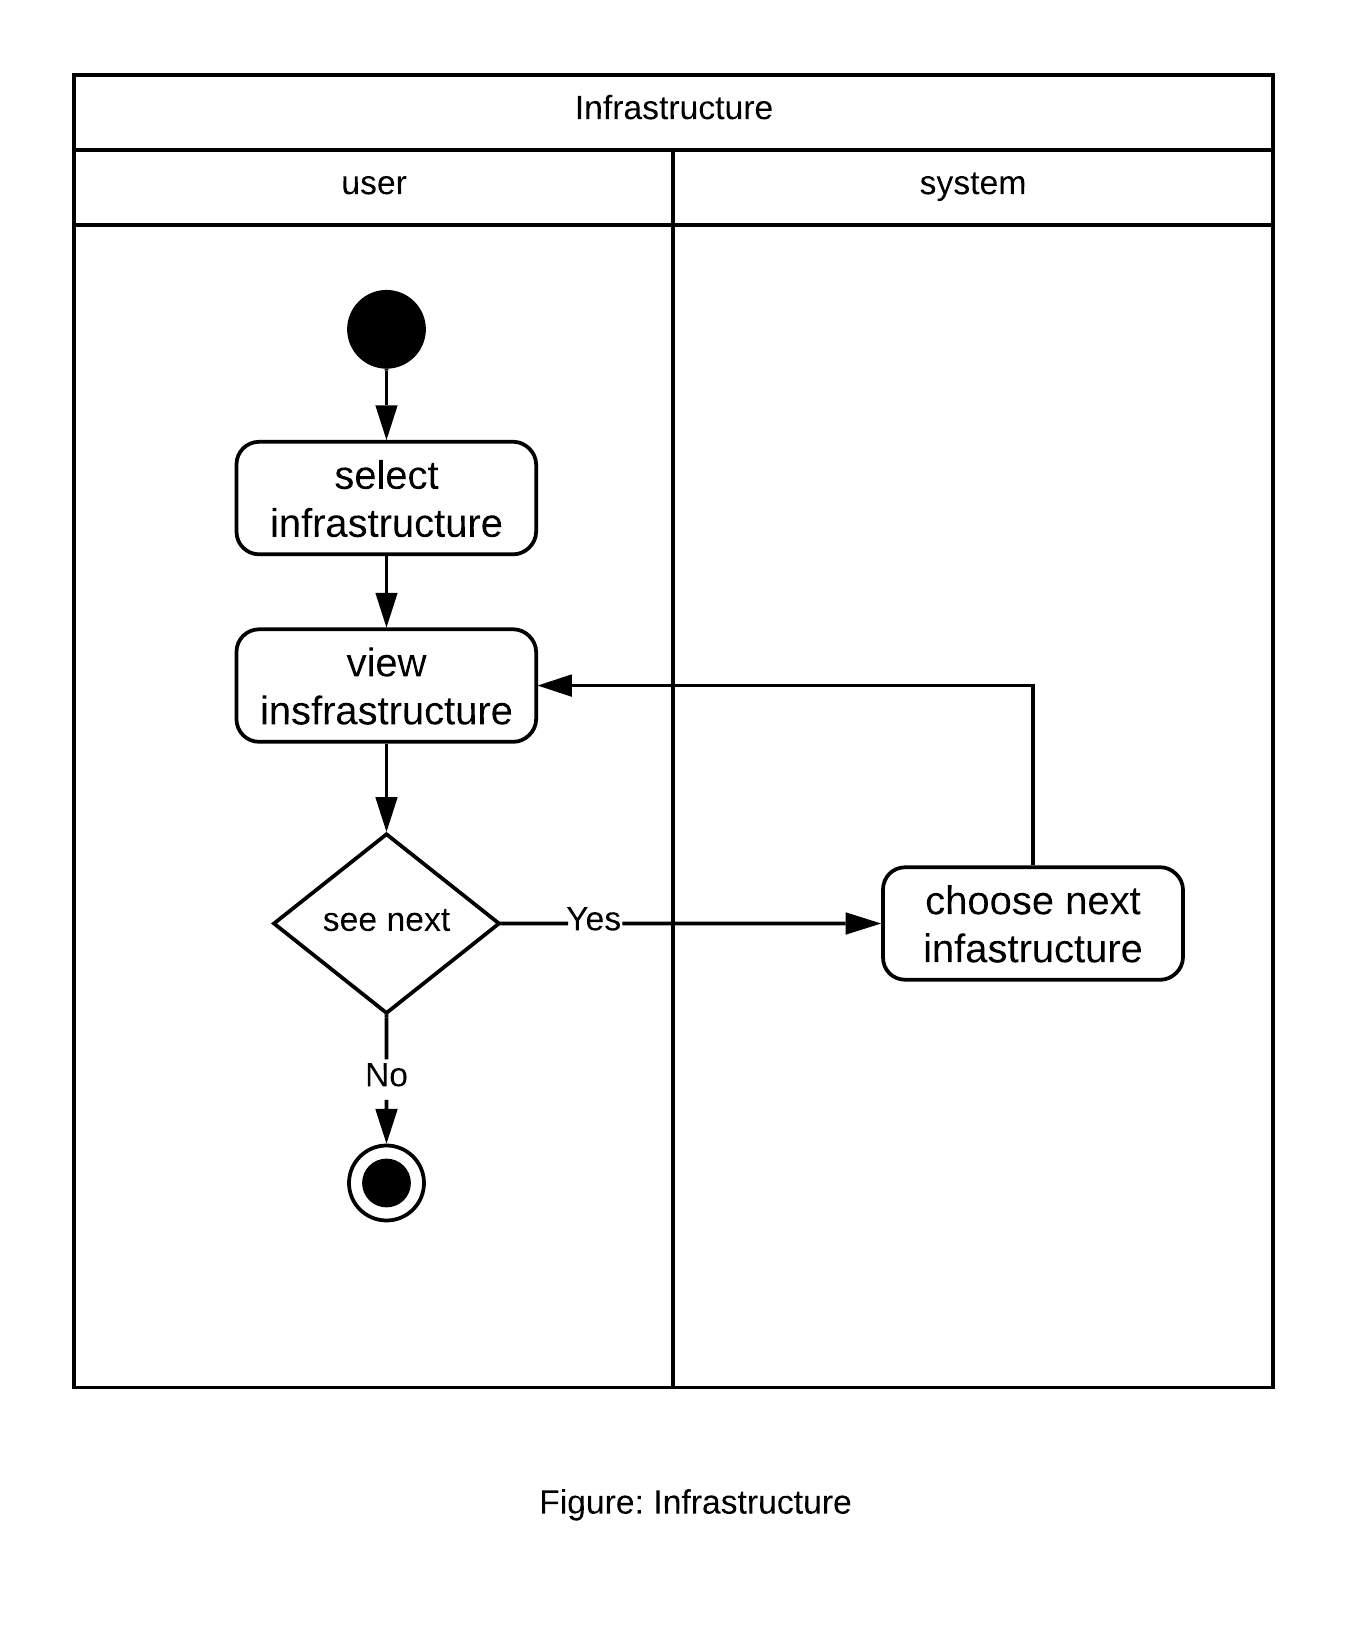 Infrastructure
user
system
select
infrastructure
view
insfrastructure
see next
Yes
choose next
infastructure
No
Figure: Infrastructure